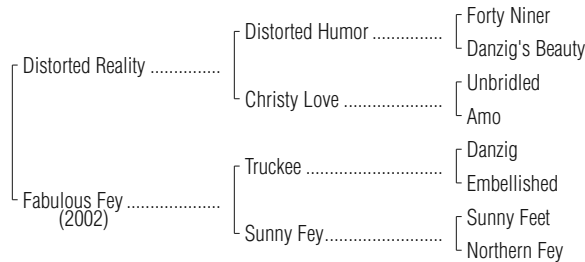 Forty Niner
Distorted Humor ................
Danzig's Beauty
Distorted Reality ...............
Unbridled
Christy Love ......................
Amo
Danzig
Truckee ..............................
Embellished
Fabulous Fey ....................
(2002)
Sunny Feet
Sunny Fey..........................
Northern Fey